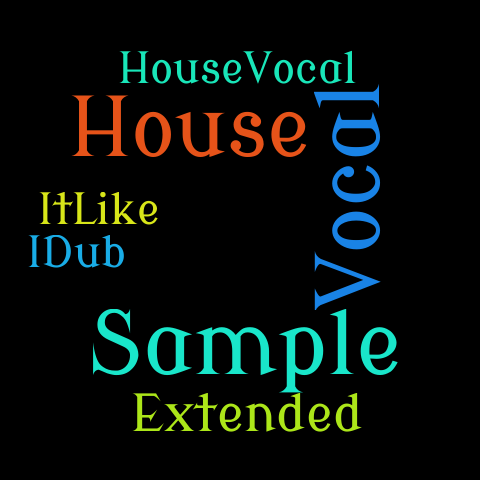 HouseVocal
House
Vocal
ItLike
IDub
Sample
Extended